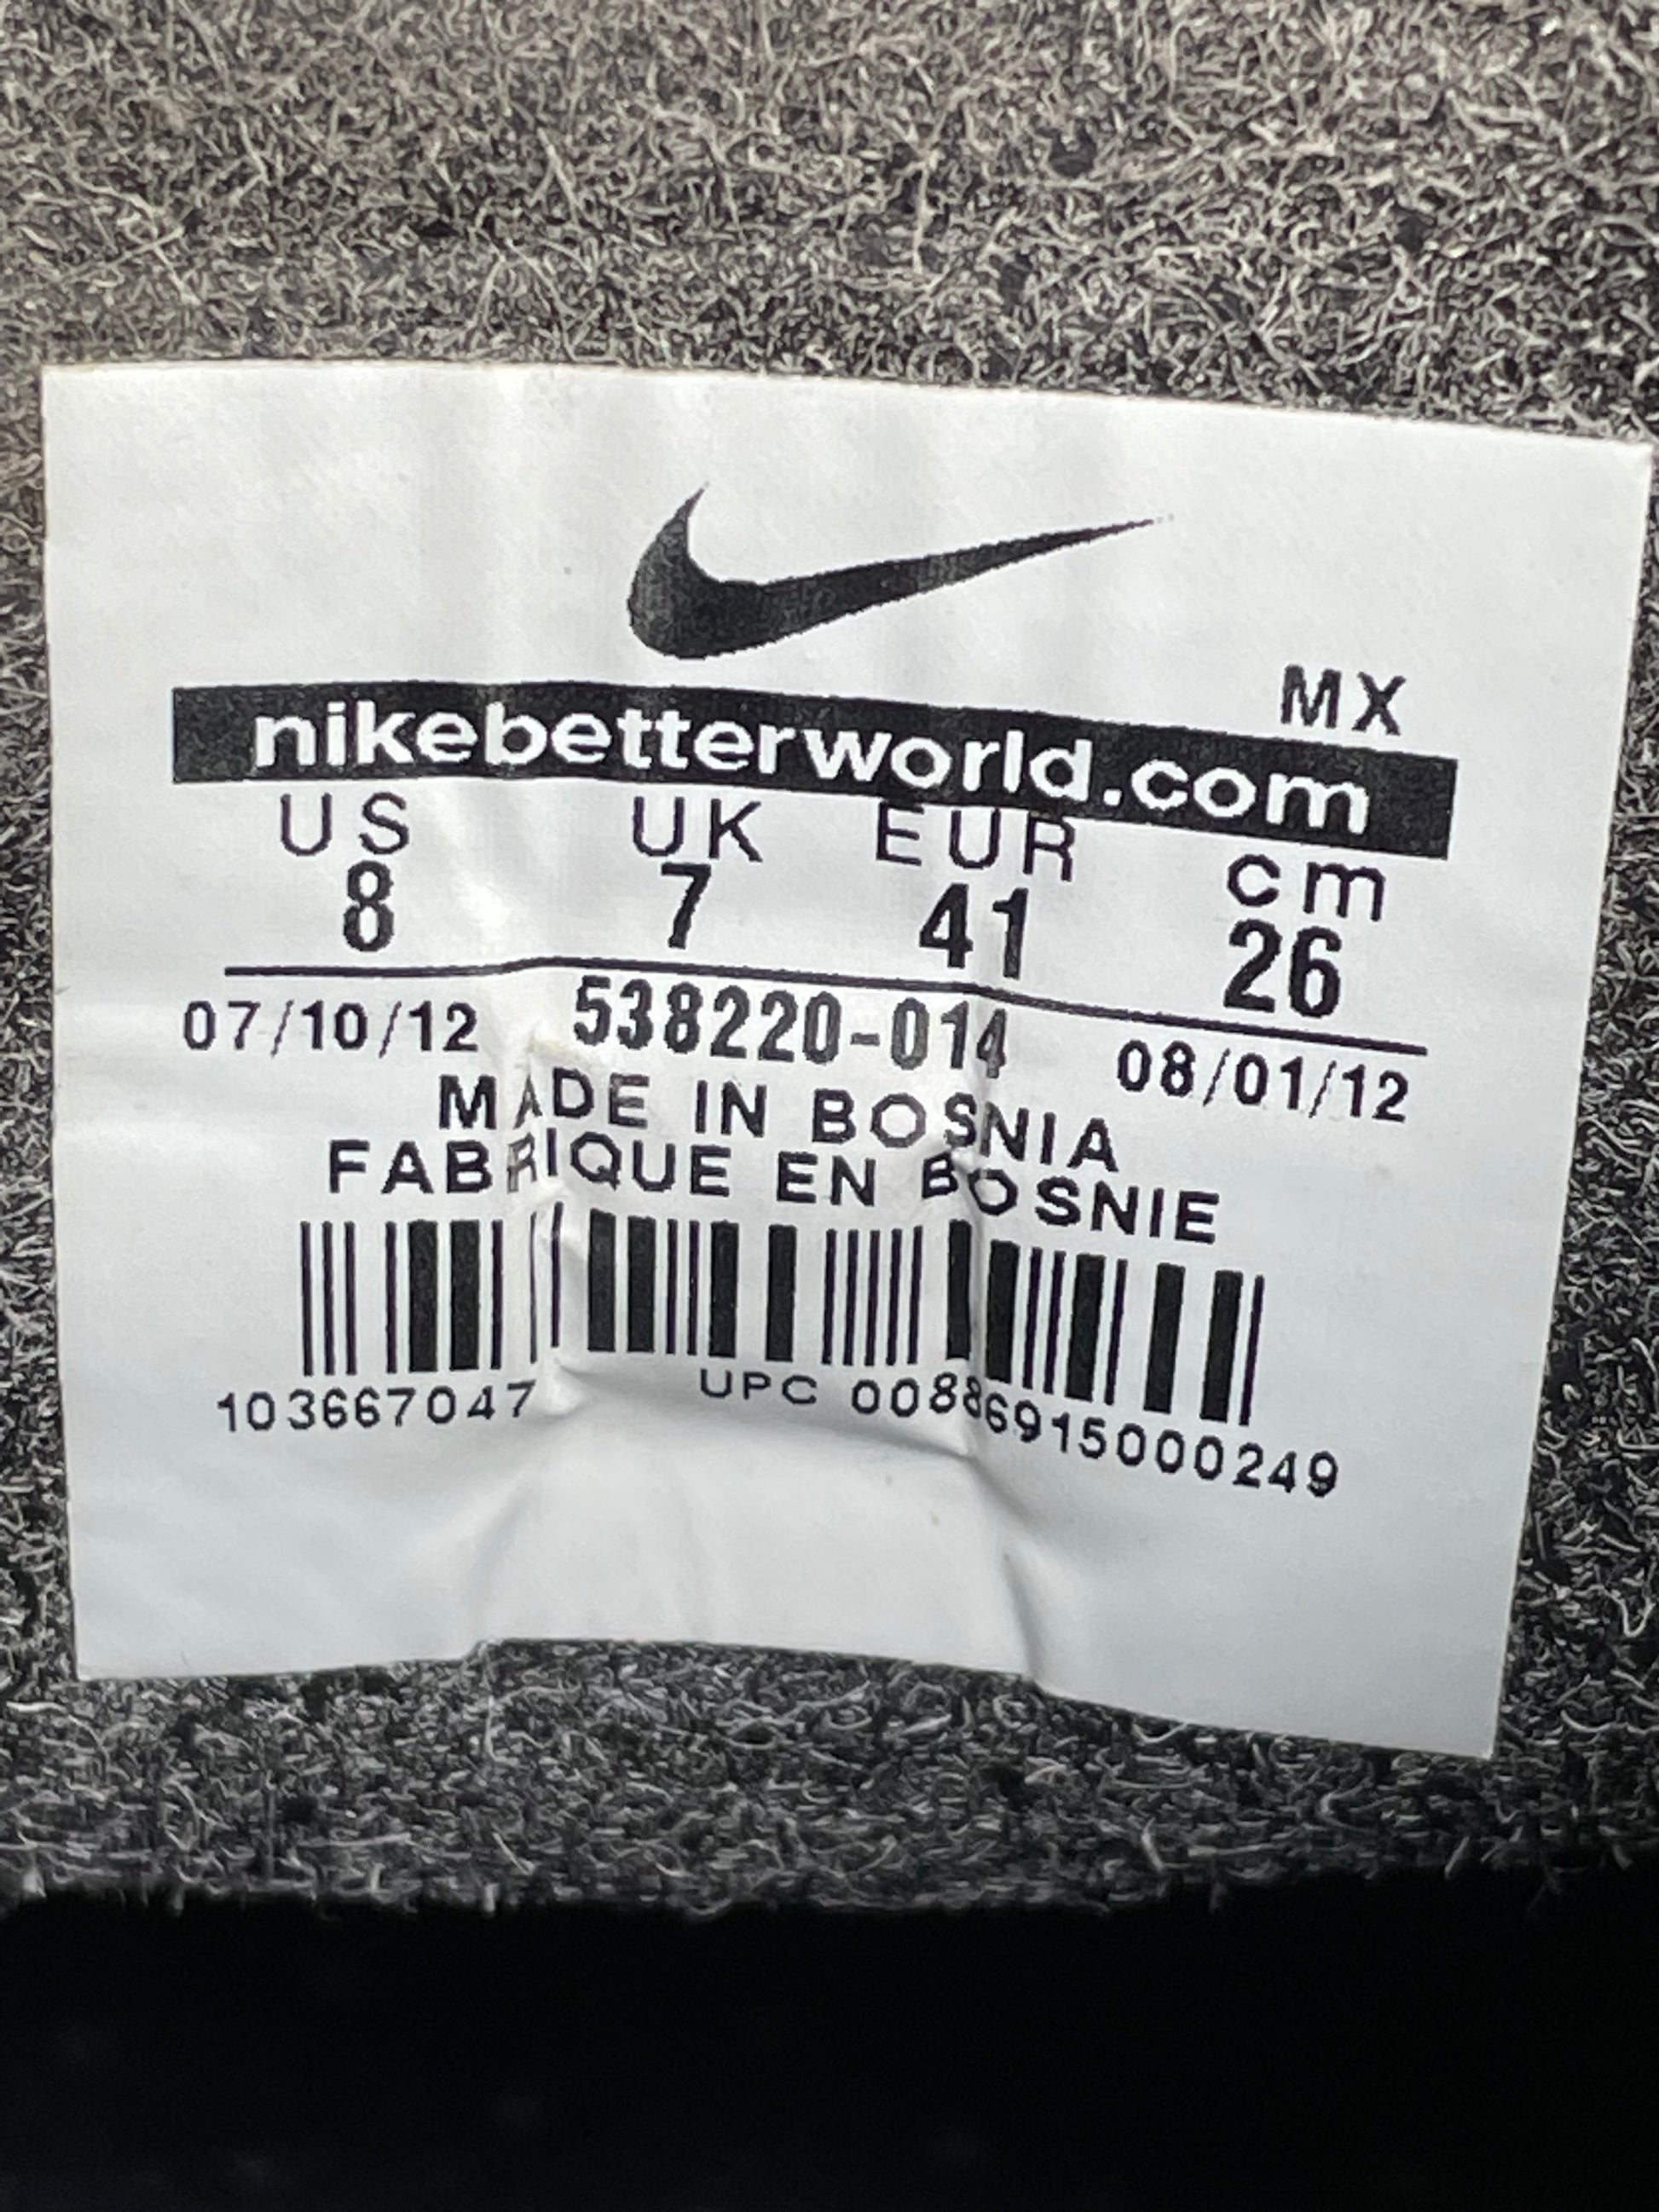 MX
nikebetterworld.com
US UK EUR cm
8 7 41 26
07/10/12 538220-014 08/01/12
MADE IN BOSNIA
FABRIQUE EN BOSNIE
103667047 UPC 00886915000249